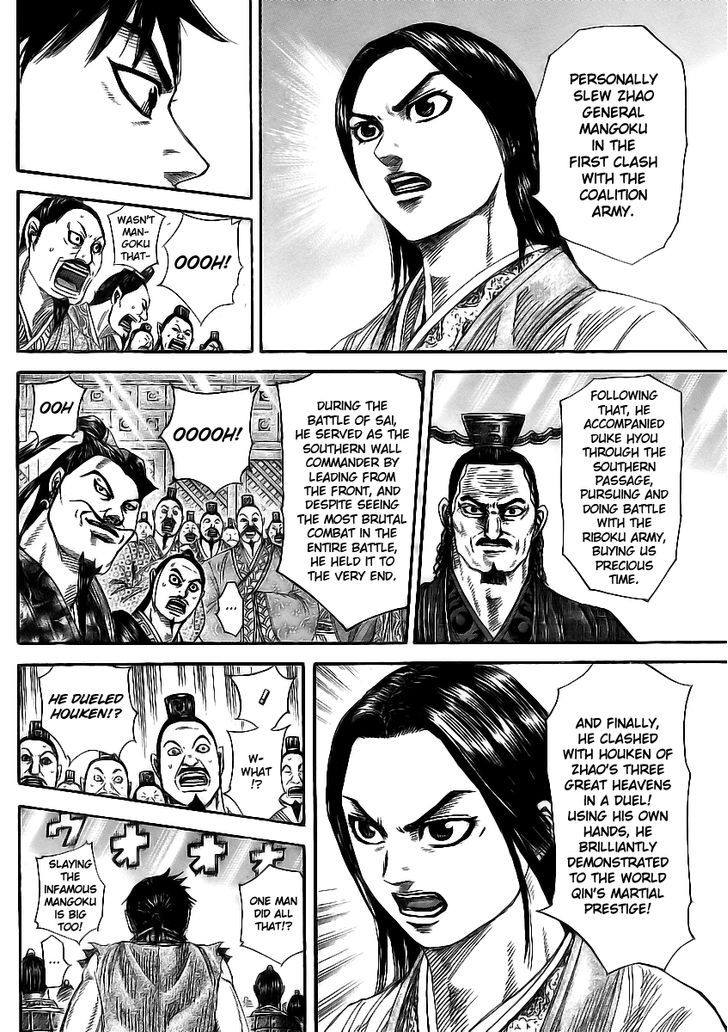 PERSONALLY
SLEW ZHAO
GENERAL
MANGOKU
IN THE
FIRST CLASH
WITH THE
COALITION
ARMY.
OOOH!
WASN'T
MAN-
GOKU
THAT-
FOLLOWING
THAT, HE
ACCOMPANIED
DUKE HYOU
THROUGH THE
SOUTHERN
PASSAGE,
PURSUING AND
DOING BATTLE
WITH THE
RIBOKU ARMY,
BUYING US
PRECIOUS
TIME.
DURING THE
BATTLE OF SAI,
HE SERVED AS THE
SOUTHERN WALL
COMMANDER BY
LEADING FROM
THE FRONT, AND
DESPITE SEEING
THE MOST BRUTAL
COMBAT IN THE
ENTIRE BATTLE,
HE HELD IT TO
THE VERY END.
OOOOH!
OOH
...
AND FINALLY,
HE CLASHED
WITH HOUKEN OF
ZHAO'S THREE
GREAT HEAVENS
IN A DUEL!
USING HIS OWN
HANDS, HE
BRILLIANTLY
DEMONSTRATED
TO THE WORLD
QIN'S MARTIAL
PRESTIGE!
W-
WHAT
!?
HE DUELED
HOUKEN!?
ワオオオ
ONE MAN
DID ALL
THAT!?
SLAYING
THE
INFAMOUS
MANGOKU
IS BIG
TOO!